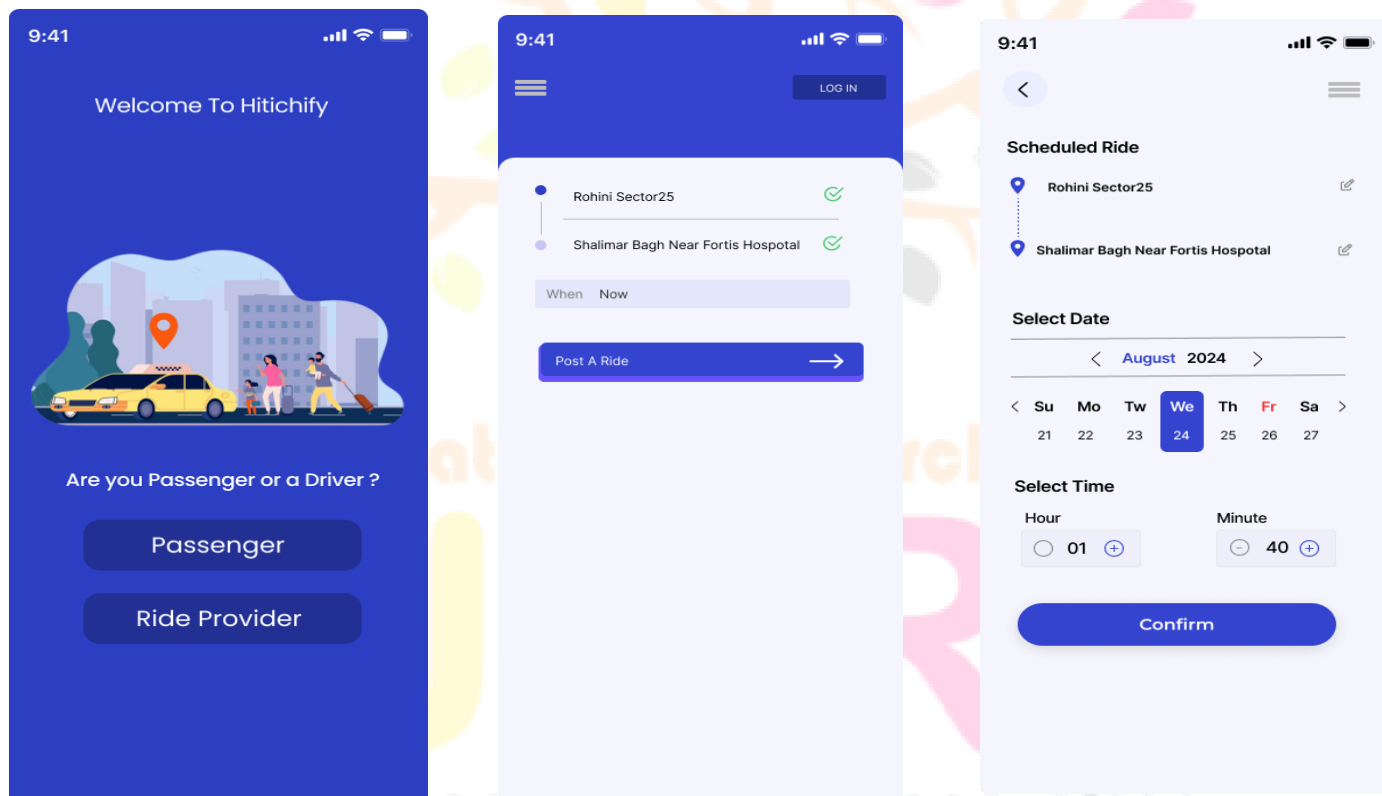 9:41
Welcome To Hitichify
Are you Passenger or a Driver ?
Passenger
Ride Provider
9:41
LOG IN
Rohini Sector25
Shalimar Bagh Near Fortis Hospotal
When Now
Post A Ride
9:41
Scheduled Ride
Rohini Sector25
Shalimar Bagh Near Fortis Hospotal
Select Date
August 2024
Su Mo Tw We Th Fr Sa
21 22 23 24 25 26 27
Select Time
Hour Minute
01 40
Confirm